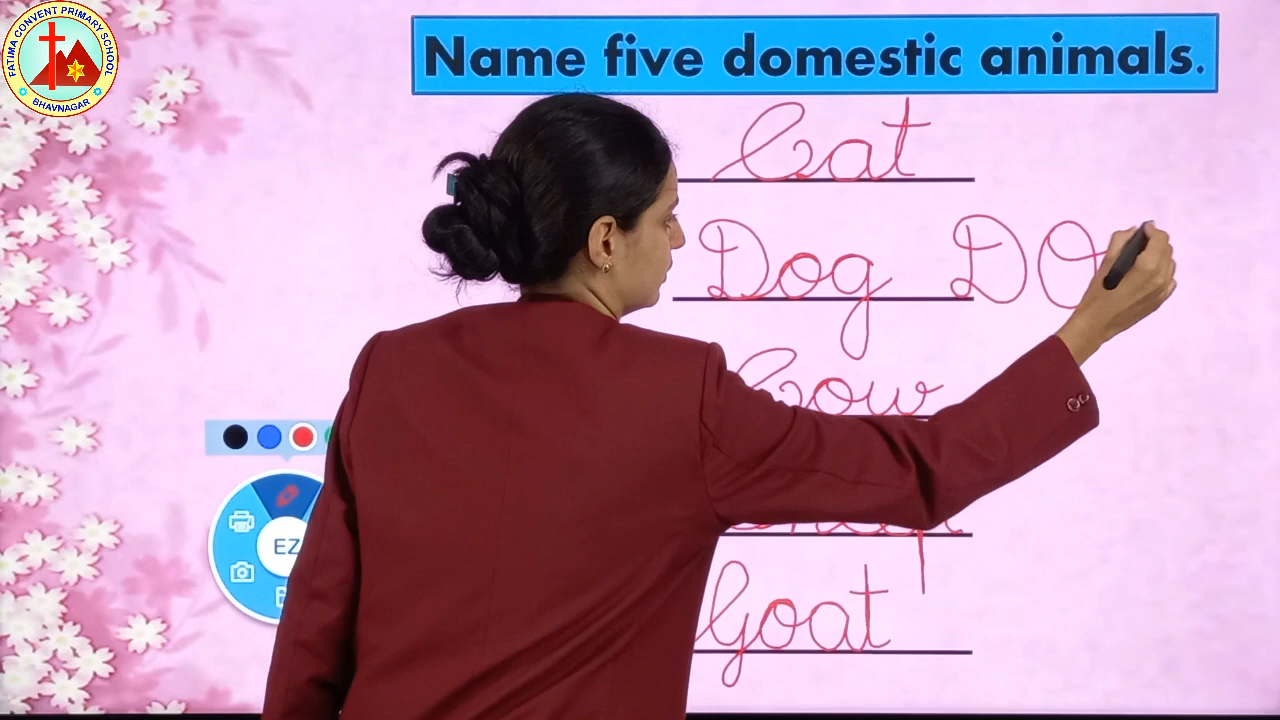 FATIMA CONVENT PRIMARY SCHOOL
BHAVNAGAR
Name five domestic animals.
Cat
Dog DO
Cow
EZ
Goat